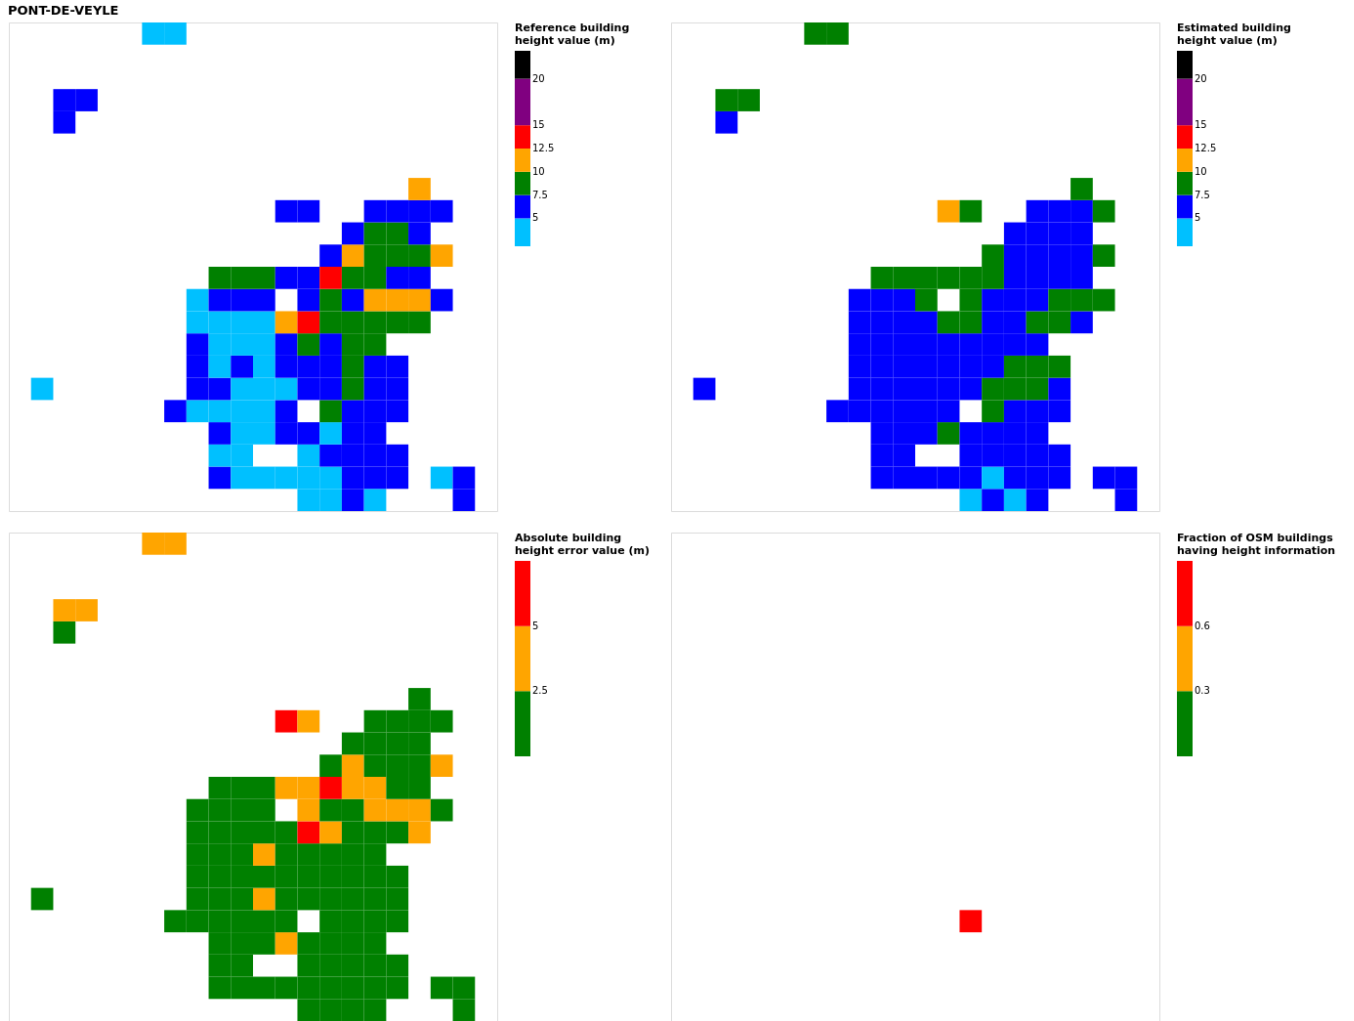 PONT-DE-VEYLE
Reference building
height value (m)
20
15
12.5
10
7.5
5
Estimated building
height value (m)
20
15
12.5
10
7.5
5
Absolute building
height error value (m)
5
2.5
Fraction of OSM buildings
having height information
0.6
0.3